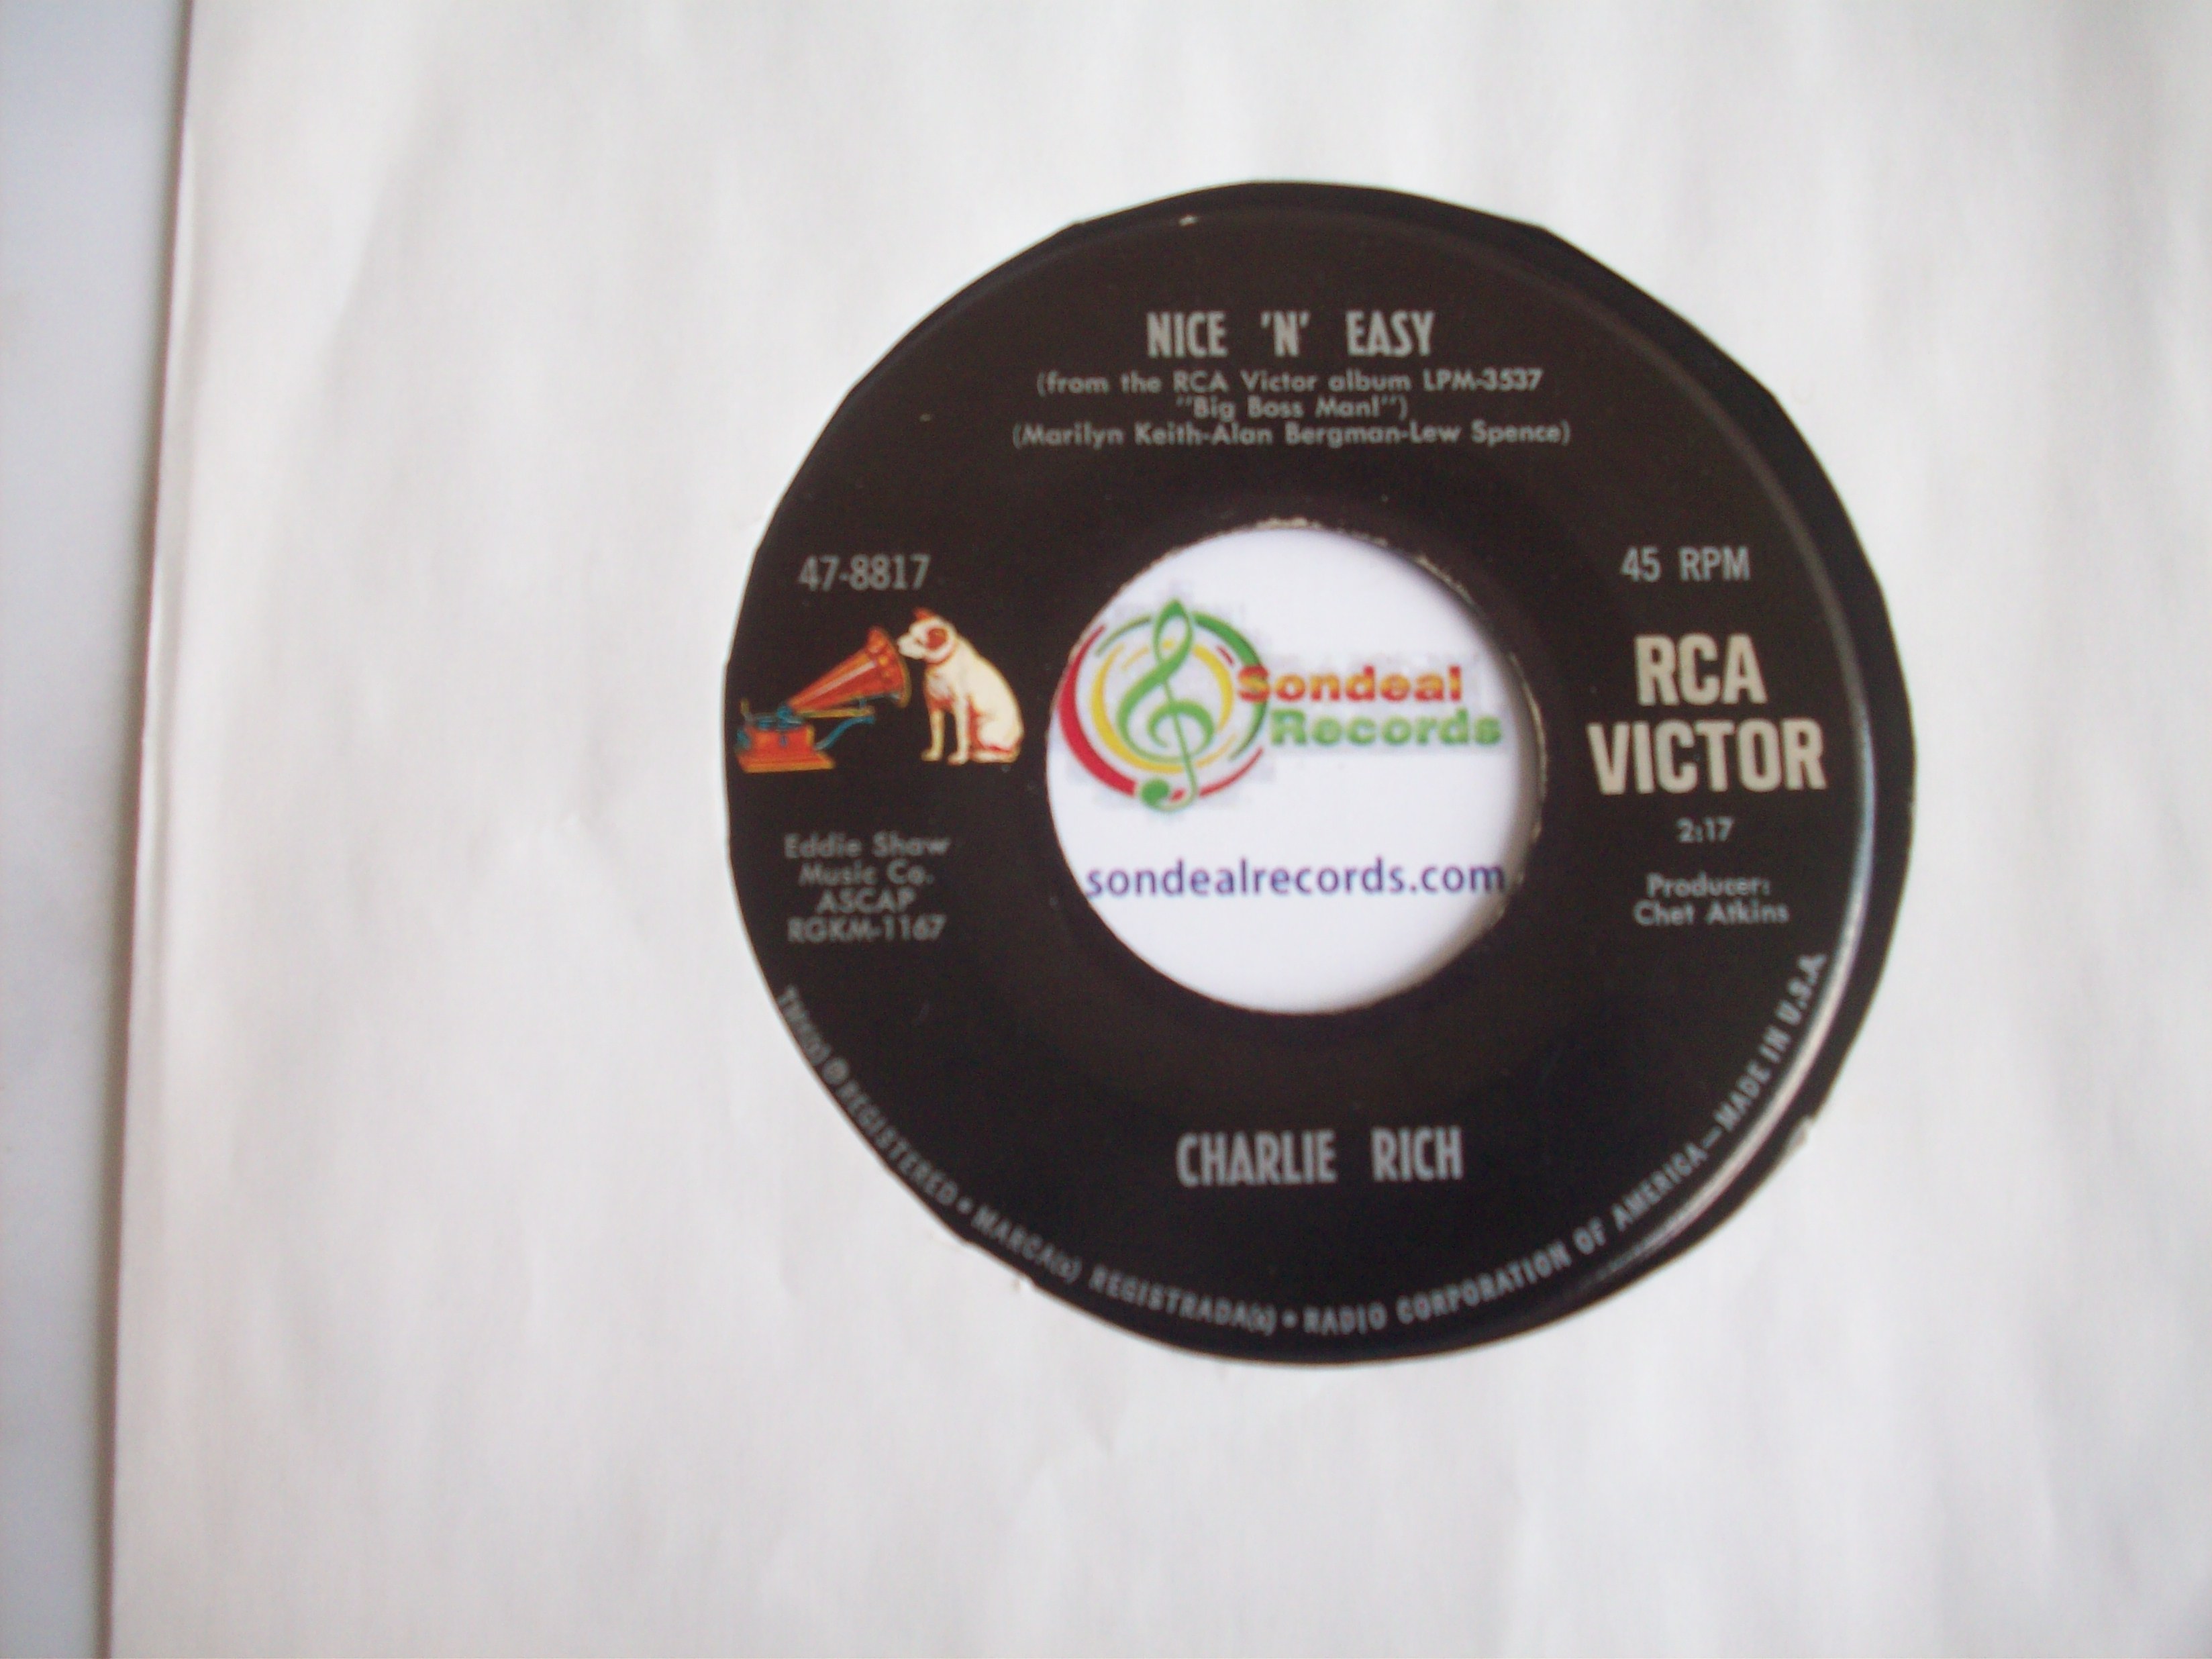 NICE 'N' EASY
(from the RCA Victor album LPM-3537
"Big Boss Man!")
(Marilyn Keith-Alan Bergman-Lew Spence)
47-8817
45 RPM
RCA
VICTOR
2:17
Producer:
Chet Atkins
Sondeal
Records
sondealrecords.com
Eddie Shaw
Music Co.
ASCAP
RGKM-1167
CHARLIE RICH
TMK(s) ® REGISTERED • MARCA(s) REGISTRADA(s) • RADIO CORPORATION OF AMERICA—MADE IN U.S.A.